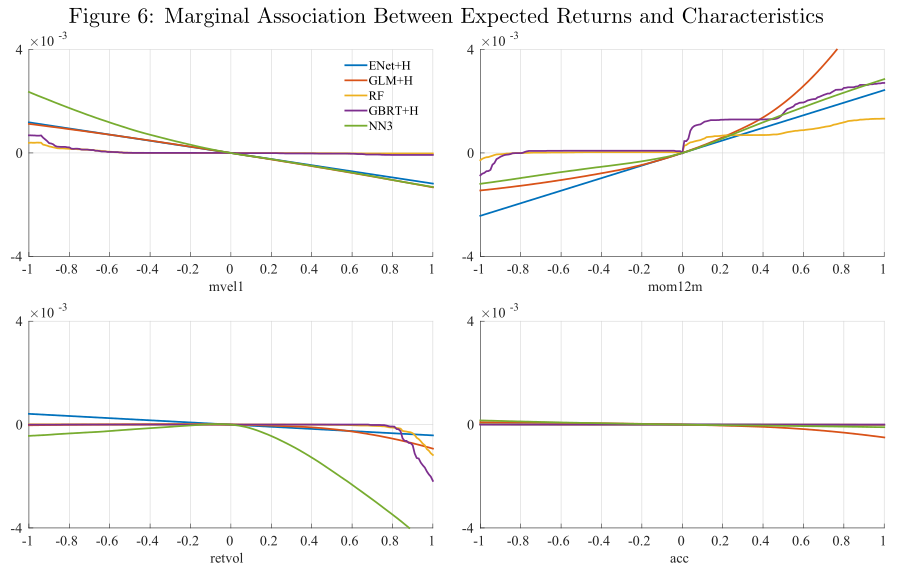 Figure 6: Marginal Association Between Expected Returns and Characteristics
4 ×10 -3
ENet+H
GLM+H
RF
GBRT+H
NN3
0
-4
-1 -0.8 -0.6 -0.4 -0.2 0 0.2 0.4 0.6 0.8 1
mvel1
4 ×10 -3
0
-4
-1 -0.8 -0.6 -0.4 -0.2 0 0.2 0.4 0.6 0.8 1
mom12m
4 ×10 -3
0
-4
-1 -0.8 -0.6 -0.4 -0.2 0 0.2 0.4 0.6 0.8 1
retvol
4 ×10 -3
0
-4
-1 -0.8 -0.6 -0.4 -0.2 0 0.2 0.4 0.6 0.8 1
acc